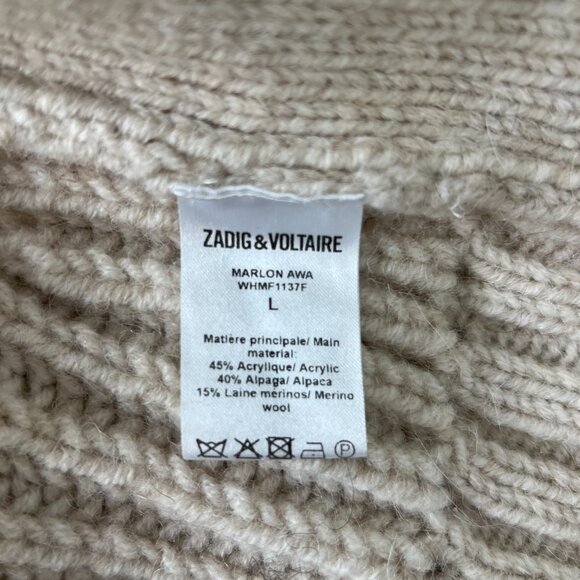 ZADIG&VOLTAIRE
MARLON AWA
WHMF1137F
L
Matière principale/ Main
material:
45% Acrylique/ Acrylic
40% Alpaga/ Alpaca
15% Laine merinos/ Merino
wool
P